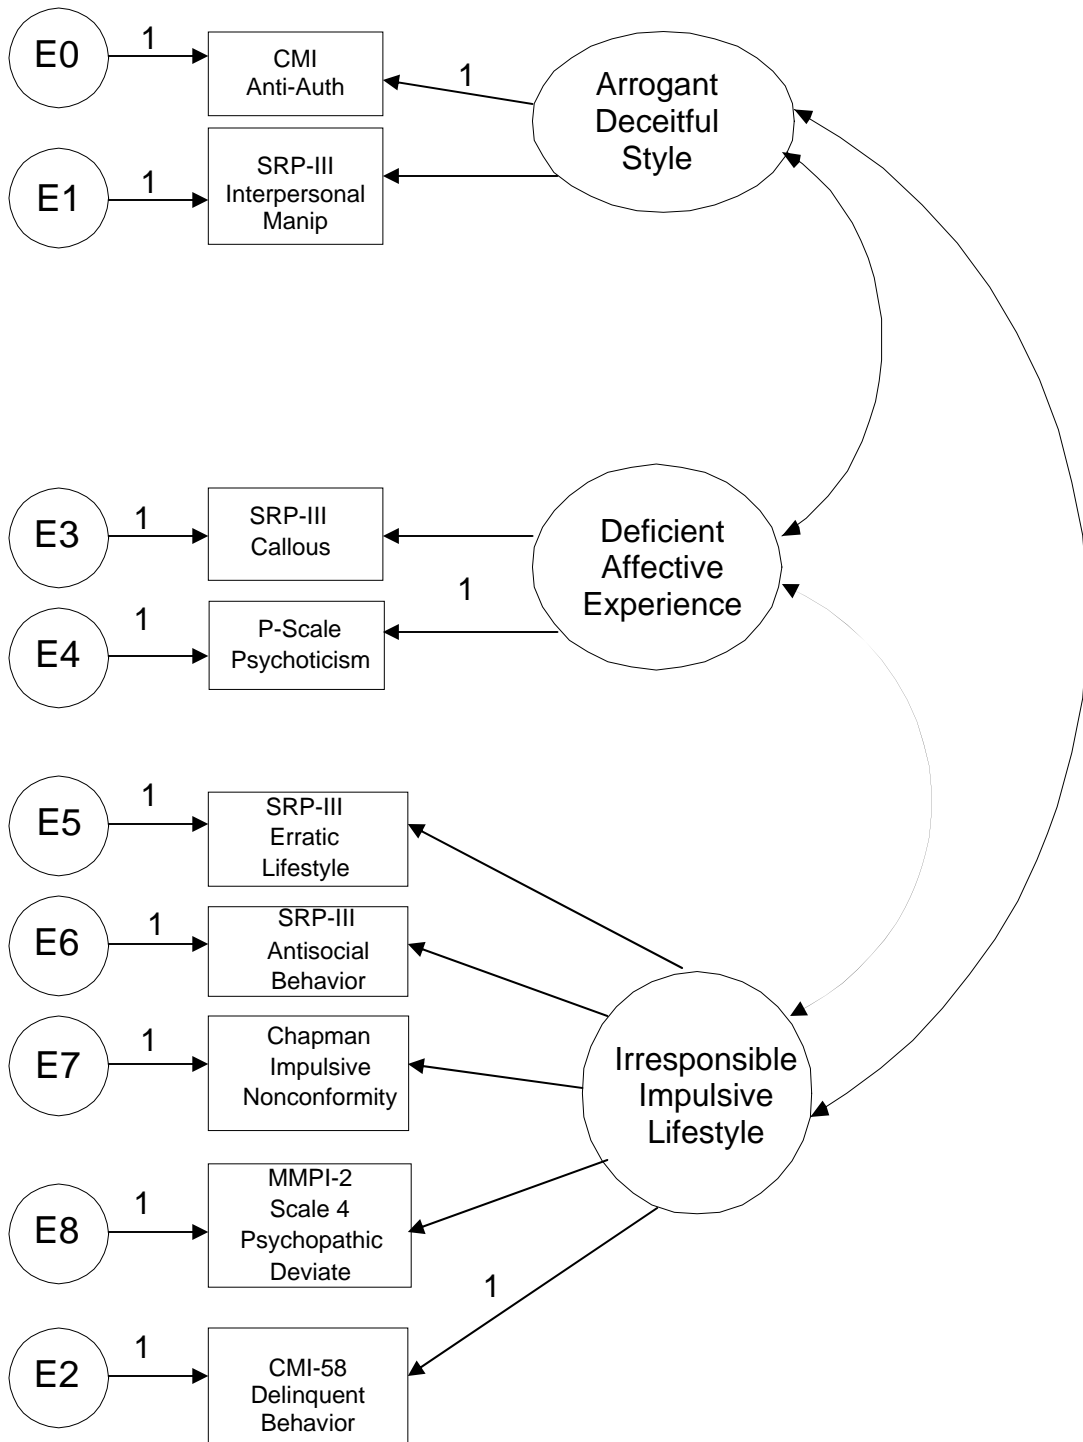 E0
1
CMI
Anti-Auth
1
Arrogant
Deceitful
Style
E1
1
SRP-III
Interpersonal
Manip
E3
1
SRP-III
Callous
Deficient
Affective
Experience
E4
1
P-Scale
Psychoticism
1
E5
1
SRP-III
Erratic
Lifestyle
E6
1
SRP-III
Antisocial
Behavior
E7
1
Chapman
Impulsive
Nonconformity
Irresponsible
Impulsive
Lifestyle
E8
1
MMPI-2
Scale 4
Psychopathic
Deviate
E2
1
CMI-58
Delinquent
Behavior
1